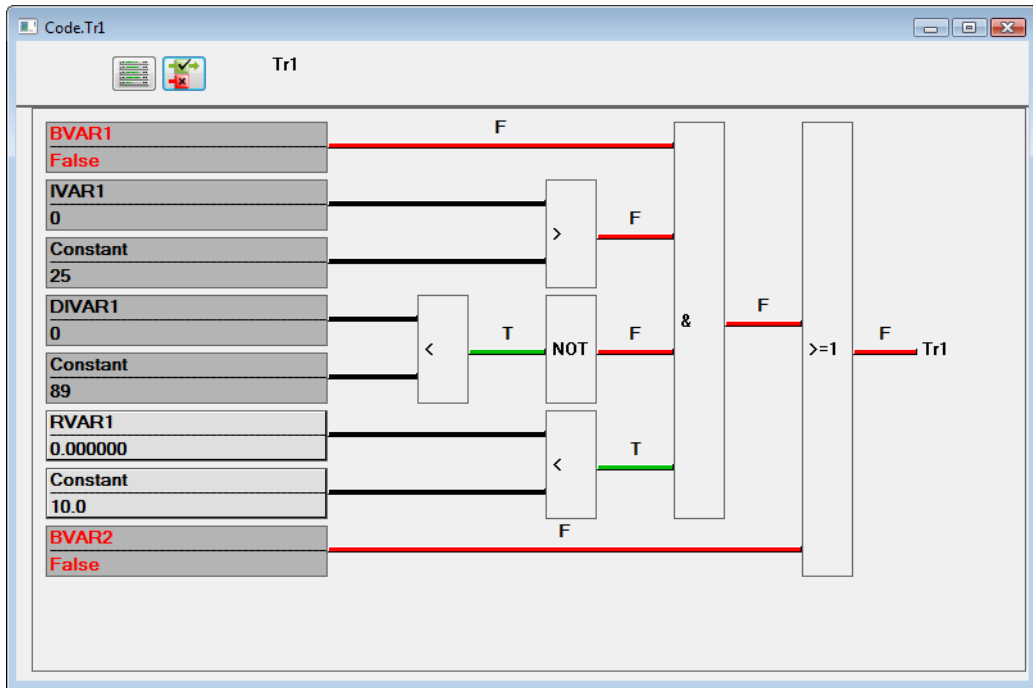 Code.Tr1
Tr1
BVAR1
False
F
IVAR1
0
Constant
25
>
F
DIVAR1
0
Constant
89
<
T
NOT
F
&
F
>=1
F
Tr1
RVAR1
0.000000
Constant
10.0
<
T
BVAR2
False
F